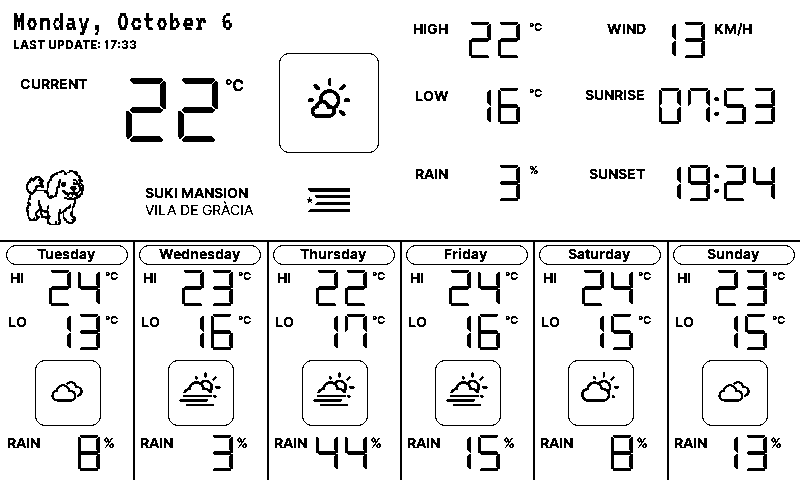 Monday, October 6
LAST UPDATE: 17:33
CURRENT 22 °C
SUKI MANSION
VILA DE GRÀCIA
HIGH 22 °C
LOW 16 °C
RAIN 3 %
WIND 13 KM/H
SUNRISE 07:53
SUNSET 19:24
Tuesday
HI 24 °C
LO 13 °C
RAIN 8 %
Wednesday
HI 23 °C
LO 16 °C
RAIN 3 %
Thursday
HI 22 °C
LO 17 °C
RAIN 44 %
Friday
HI 24 °C
LO 16 °C
RAIN 15 %
Saturday
HI 24 °C
LO 15 °C
RAIN 8 %
Sunday
HI 23 °C
LO 15 °C
RAIN 13 %